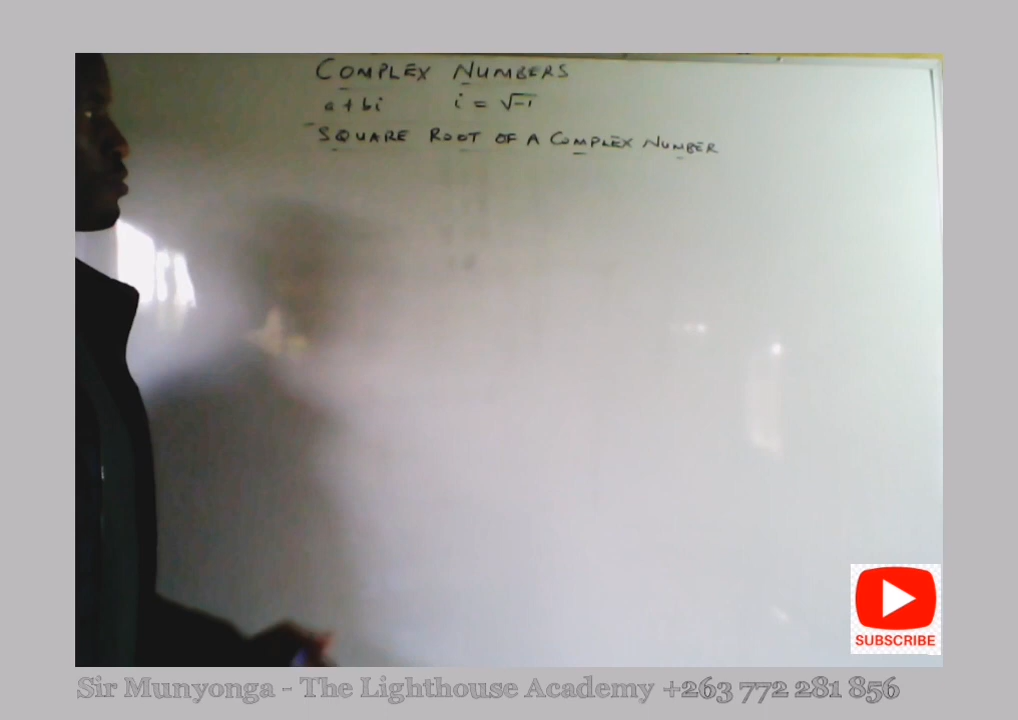 COMPLEX NUMBERS
a + bi i = √-1
SQUARE ROOT OF A COMPLEX NUMBER
SUBSCRIBE
Sir Munyonga - The Lighthouse Academy +263 772 281 856